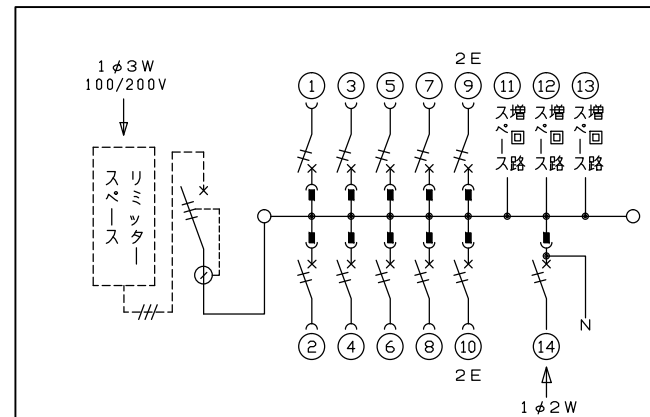 1φ3W
100/200V
リミッター
スペース
2E
1 3 5 7 9 11 12 13
増回路
スペース
増回路
スペース
増回路
スペース
2 4 6 8 10 14
N
2E
1φ2W